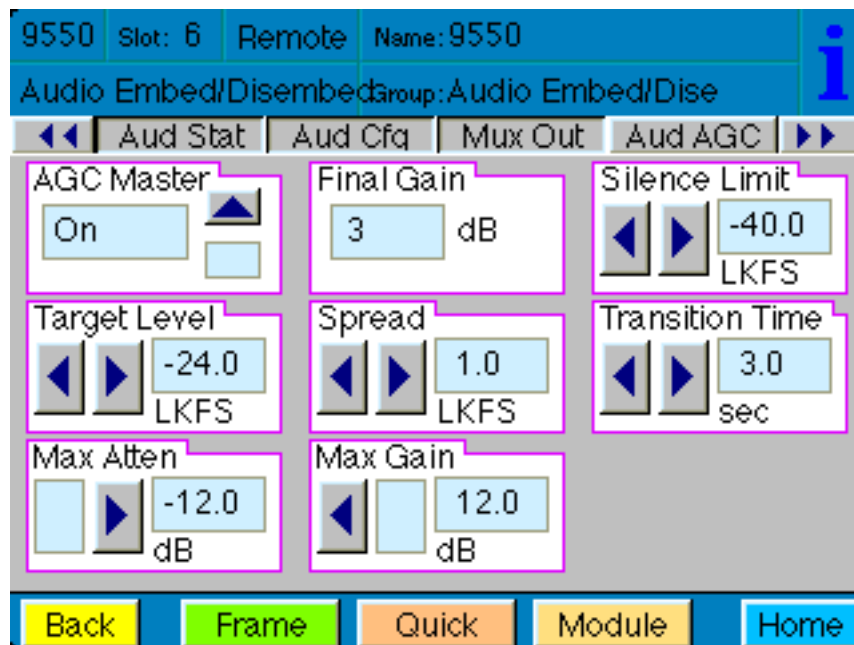 9550 Slot: 6 Remote Name:9550
Audio Embed/Disembed Group:Audio Embed/Dise
i
Aud Stat Aud Cfg Mux Out Aud AGC
AGC Master Final Gain Silence Limit
On 3 dB -40.0
LKFS
Target Level Spread Transition Time
-24.0 1.0 3.0
LKFS LKFS sec
Max Atten Max Gain
-12.0 12.0
dB dB
Back Frame Quick Module Home